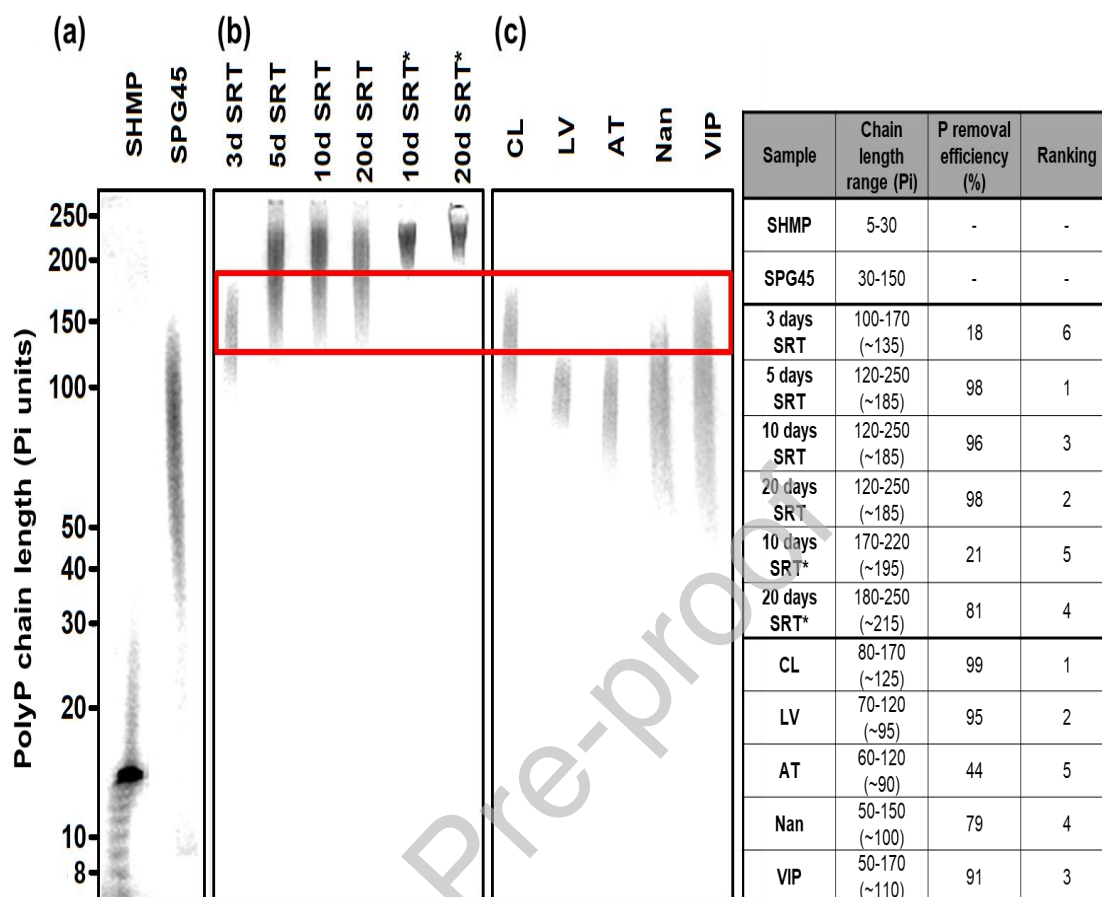 (a) (b) (c)
SHMP
SPG45
3d SRT
5d SRT
10d SRT
20d SRT
10d SRT*
20d SRT*
CL
LV
AT
Nan
VIP
PolyP chain length (Pi units)
250
200
150
100
50
40
30
20
10
8
Sample Chain length range (Pi) P removal efficiency (%) Ranking
SHMP 5-30 - -
SPG45 30-150 - -
3 days SRT 100-170 (~135) 18 6
5 days SRT 120-250 (~185) 98 1
10 days SRT 120-250 (~185) 96 3
20 days SRT 120-250 (~185) 98 2
10 days SRT* 170-220 (~195) 21 5
20 days SRT* 180-250 (~215) 81 4
CL 80-170 (~125) 99 1
LV 70-120 (~95) 95 2
AT 60-120 (~90) 44 5
Nan 50-150 (~100) 79 4
VIP 50-170 (~110) 91 3
Pre-proof